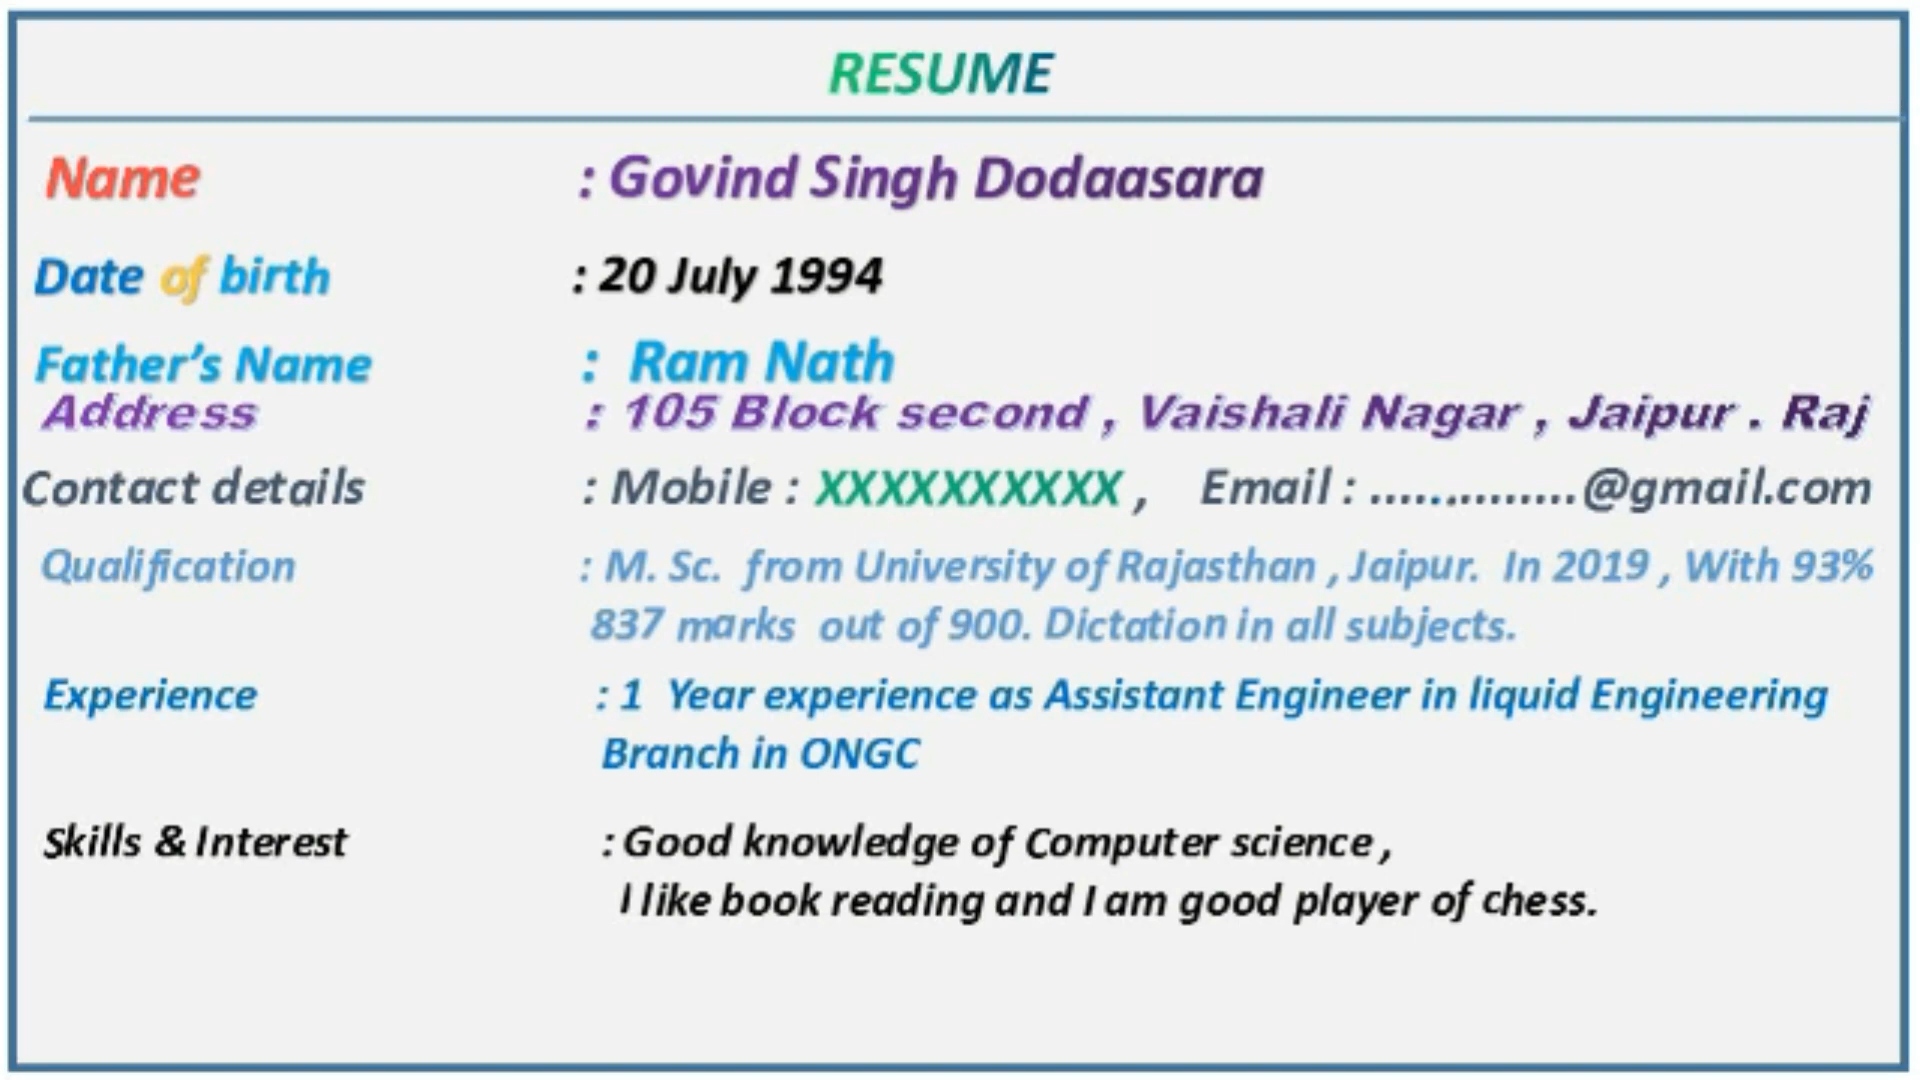 RESUME
Name : Govind Singh Dodaasara
Date of birth : 20 July 1994
Father's Name : Ram Nath
Address : 105 Block second , Vaishali Nagar , Jaipur . Raj
Contact details : Mobile : XXXXXXXXXX , Email : ..............@gmail.com
Qualification : M. Sc. from University of Rajasthan , Jaipur. In 2019 , With 93%
837 marks out of 900. Dictation in all subjects.
Experience : 1 Year experience as Assistant Engineer in liquid Engineering
Branch in ONGC
Skills & Interest : Good knowledge of Computer science ,
I like book reading and I am good player of chess.